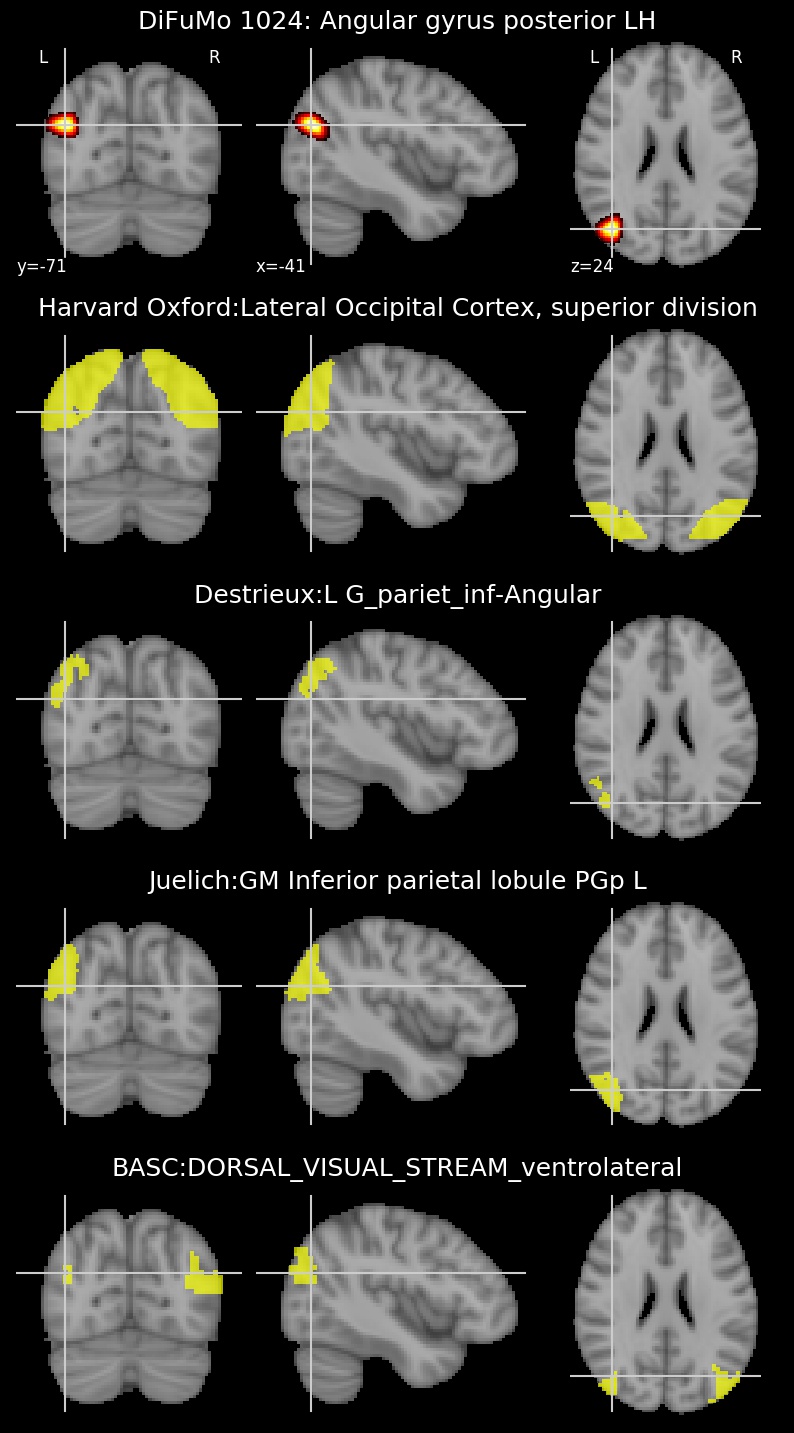 DiFuMo 1024: Angular gyrus posterior LH
L R L R
y=-71 x=-41 z=24
Harvard Oxford:Lateral Occipital Cortex, superior division
Destrieux:L G_pariet_inf-Angular
Juelich:GM Inferior parietal lobule PGp L
BASC:DORSAL_VISUAL_STREAM_ventrolateral